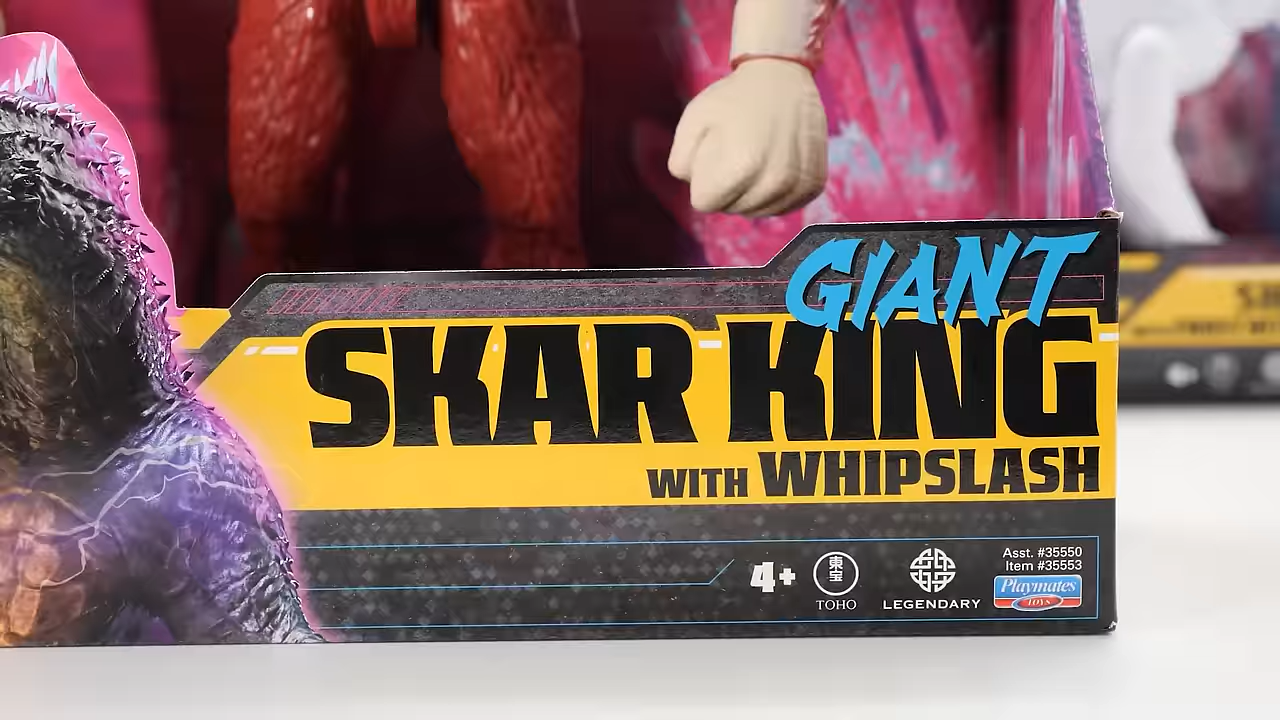 GIANT
SKAR KING
WITH WHIPSLASH
4+
東宝
TOHO
LEGENDARY
Asst. #35550
Item #35553
Playmates
TOYS